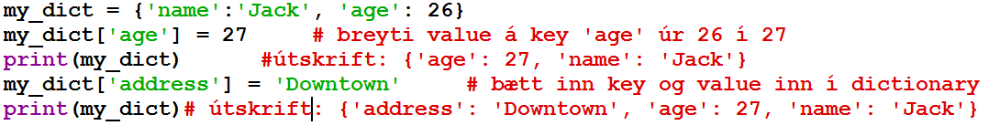 my_dict = {'name':'Jack', 'age': 26}
my_dict['age'] = 27     # breyti value á key 'age' úr 26 í 27
print(my_dict)       #útskrift: {'age': 27, 'name': 'Jack'}
my_dict['address'] = 'Downtown'     # bætt inn key og value inn í dictionary
print(my_dict)# útskrift: {'address': 'Downtown', 'age': 27, 'name': 'Jack'}